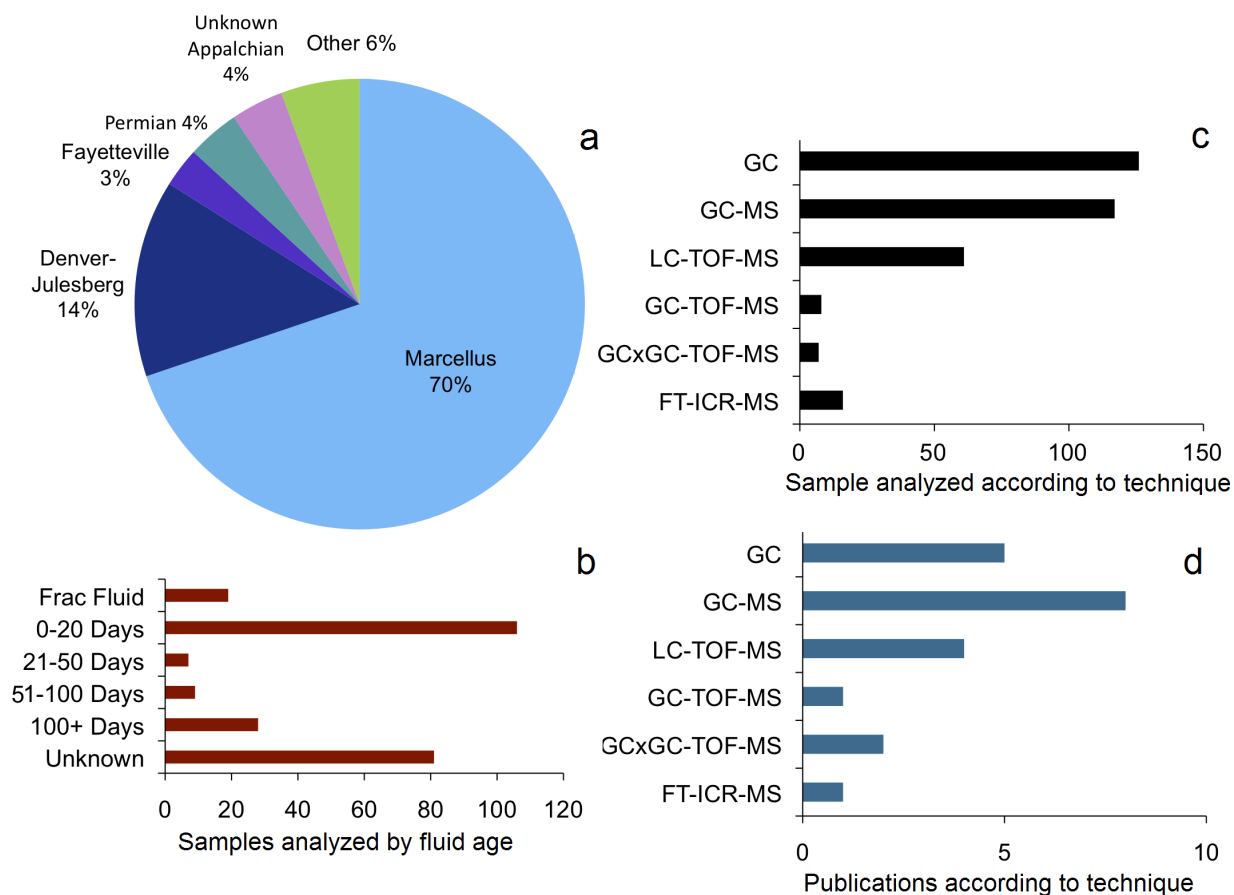 Unknown
Appalchian
4%
Other 6%
Permian 4%
Fayetteville
3%
Denver-
Julesberg
14%
Marcellus
70%
a
b
Frac Fluid
0-20 Days
21-50 Days
51-100 Days
100+ Days
Unknown
0 20 40 60 80 100 120
Samples analyzed by fluid age
c
GC
GC-MS
LC-TOF-MS
GC-TOF-MS
GCxGC-TOF-MS
FT-ICR-MS
0 50 100 150
Sample analyzed according to technique
d
GC
GC-MS
LC-TOF-MS
GC-TOF-MS
GCxGC-TOF-MS
FT-ICR-MS
0 5 10
Publications according to technique